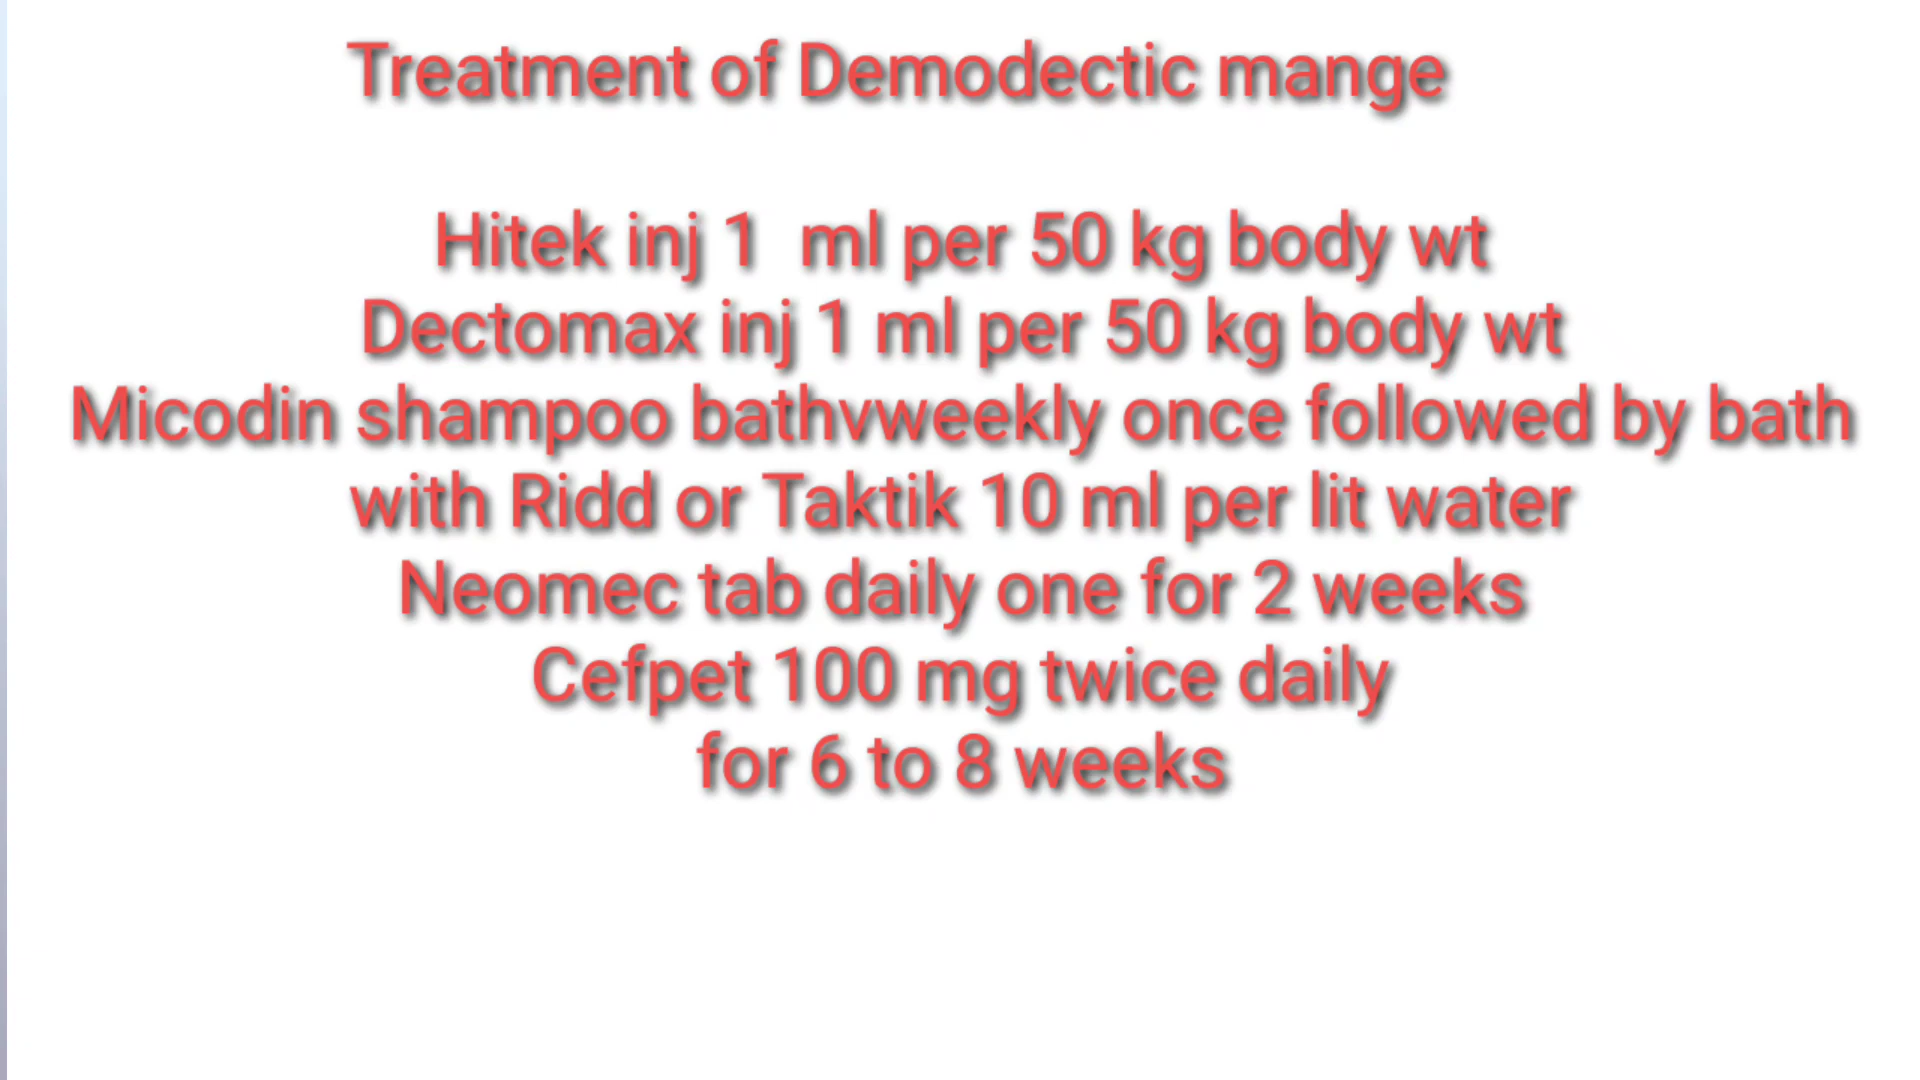 Treatment of Demodectic mange
Hitek inj 1 ml per 50 kg body wt
Dectomax inj 1 ml per 50 kg body wt
Micodin shampoo bathvweekly once followed by bath
with Ridd or Taktik 10 ml per lit water
Neomec tab daily one for 2 weeks
Cefpet 100 mg twice daily
for 6 to 8 weeks